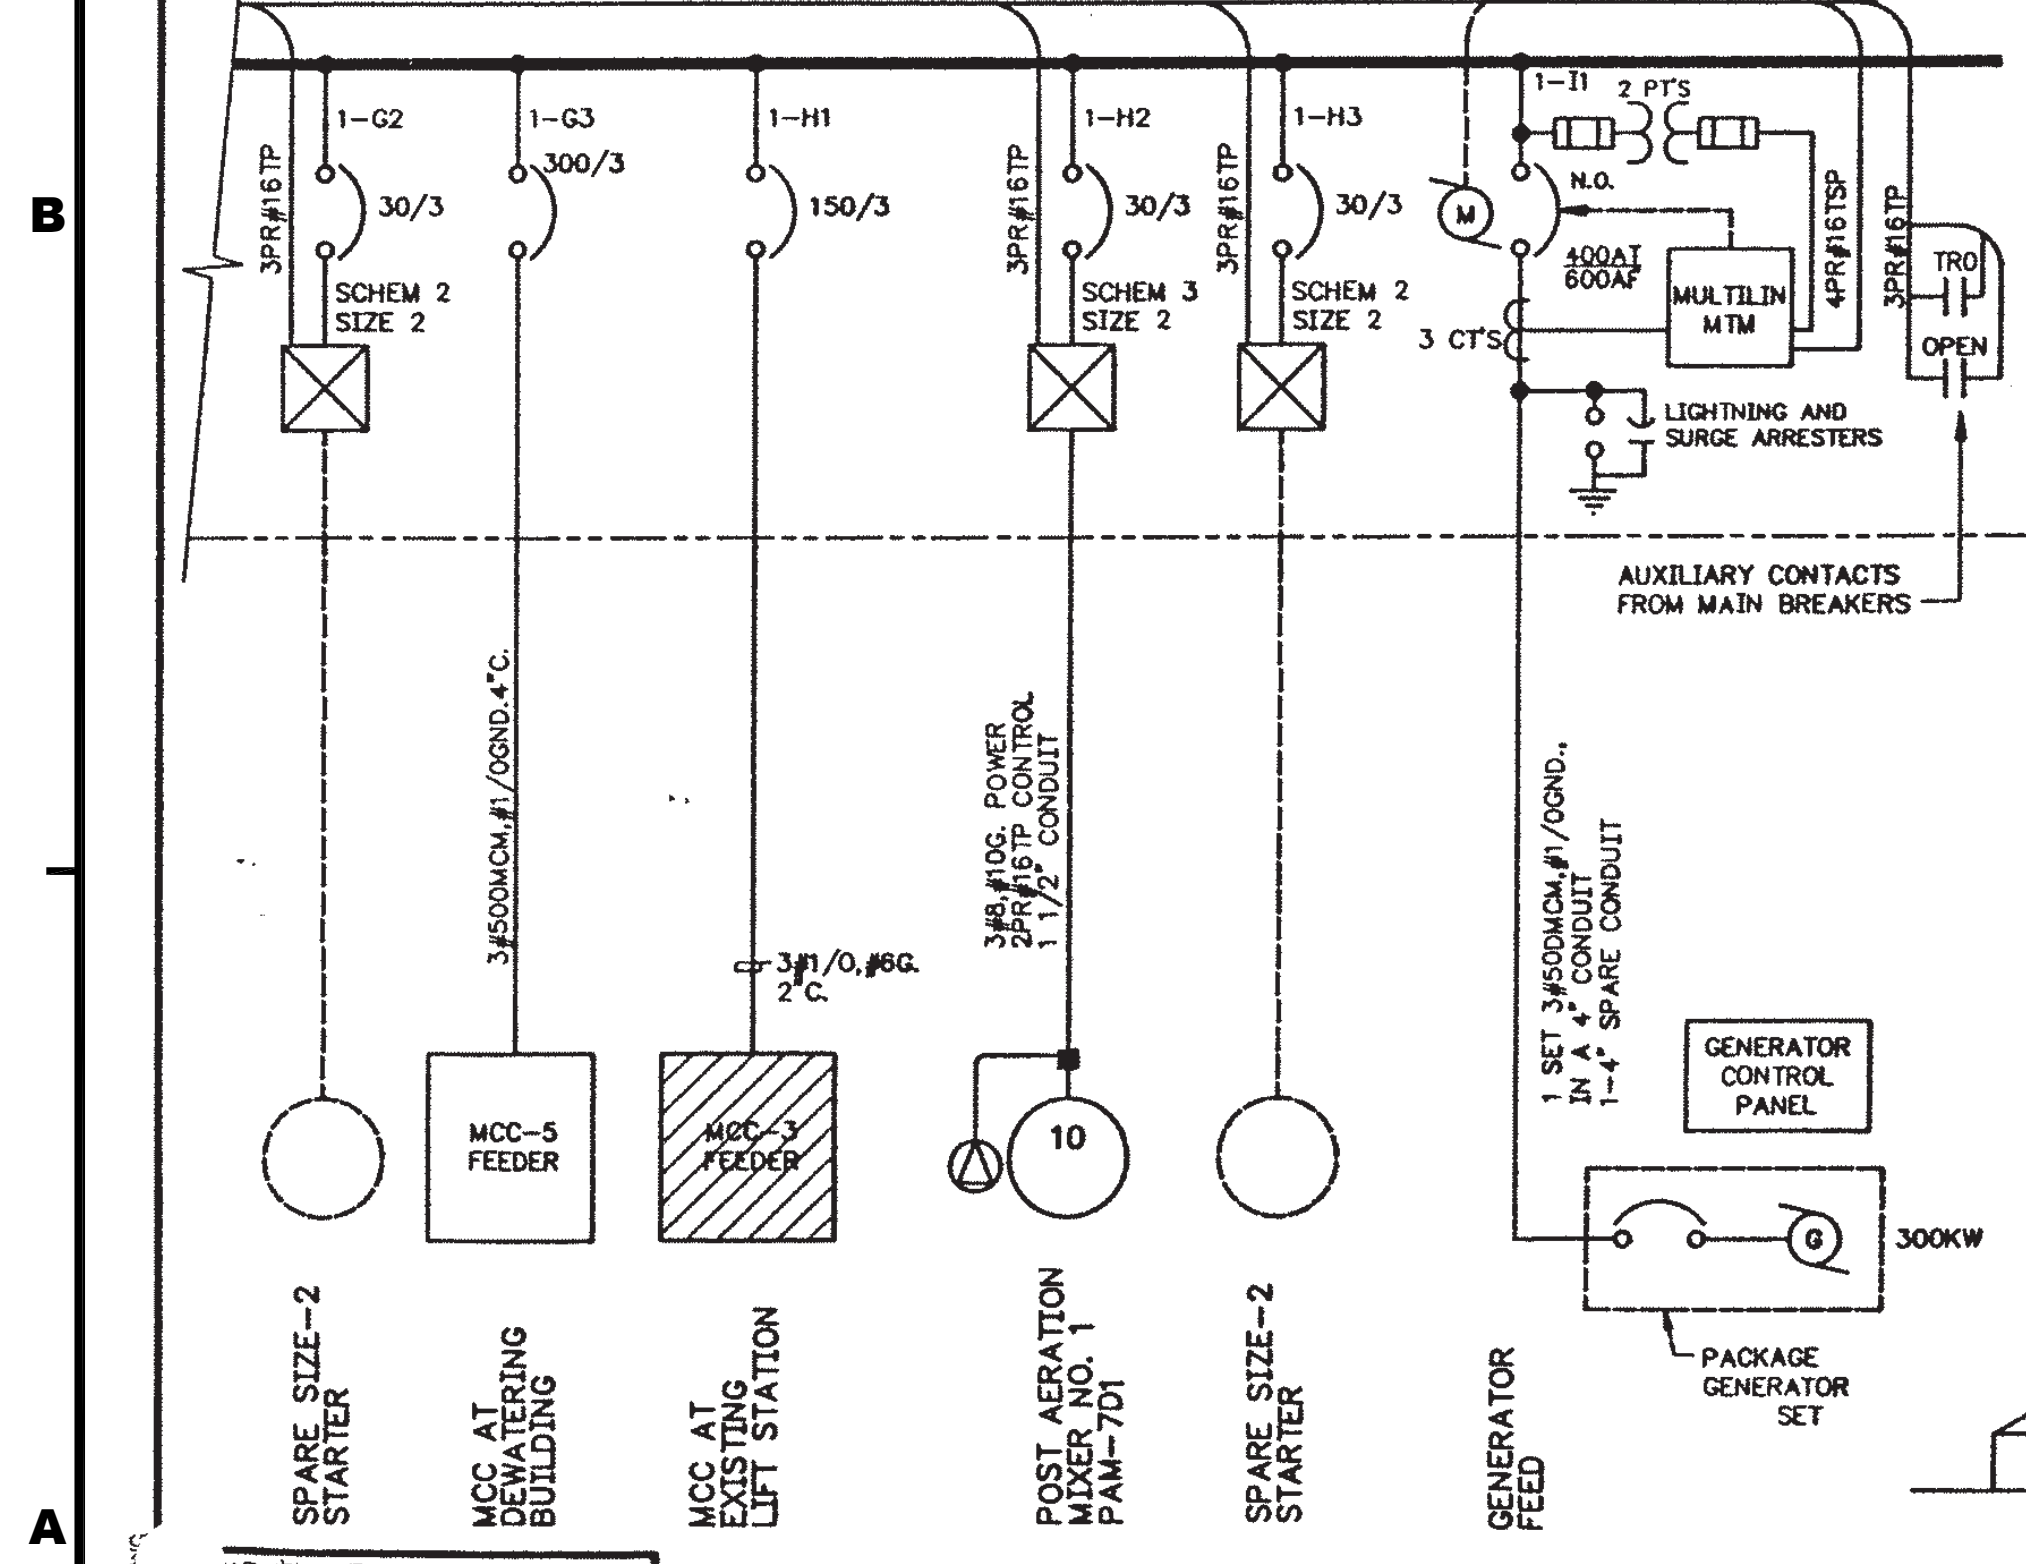 1-G2
1-G3
1-H1
1-H2
1-H3
1-I1
2 PT'S
3PR#16TP
30/3
SCHEM 2
SIZE 2
300/3
150/3
3PR#16TP
30/3
SCHEM 3
SIZE 2
3PR#16TP
30/3
SCHEM 2
SIZE 2
M
N.O.
400AT
600AF
3 CT'S
MULTILIN
MTM
4PR#16TSP
3PR#16TP
TRO
OPEN
LIGHTNING AND
SURGE ARRESTERS
AUXILIARY CONTACTS
FROM MAIN BREAKERS
B
3#500MCM,#1/0GND.4"C.
3#1/0,#6G.
2"C.
3#8,#10G. POWER
2PR#16TP CONTROL
1 1/2" CONDUIT
1 SET 3#500MCM,#1/0GND.,
IN A 4" CONDUIT
1-4" SPARE CONDUIT
GENERATOR
CONTROL
PANEL
MCC-5
FEEDER
MCC-3
FEEDER
10
G
300KW
PACKAGE
GENERATOR
SET
SPARE SIZE-2
STARTER
MCC AT
DEWATERING
BUILDING
MCC AT
EXISTING
LIFT STATION
POST AERATION
MIXER NO. 1
PAM-7D1
SPARE SIZE-2
STARTER
GENERATOR
FEED
A